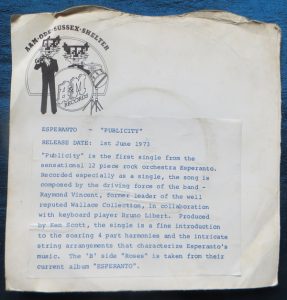 A&M-ODE SUSSEX-SHELTER
A&M
RECORDS
ESPERANTO - "PUBLICITY"
RELEASE DATE: 1st June 1973
"Publicity" is the first single from the
sensational 12 piece rock orchestra Esperanto.
Recorded especially as a single, the song is
composed by the driving force of the band -
Raymond Vincent, former leader of the well
reputed Wallace Collection, in collaboration
with keyboard player Bruno Libert. Produced
by Ken Scott, the single is a fine introduction
to the soaring 4 part harmonies and the intricate
string arrangements that characterize Esperanto's
music. The 'B' side "Roses" is taken from their
current album "ESPERANTO".